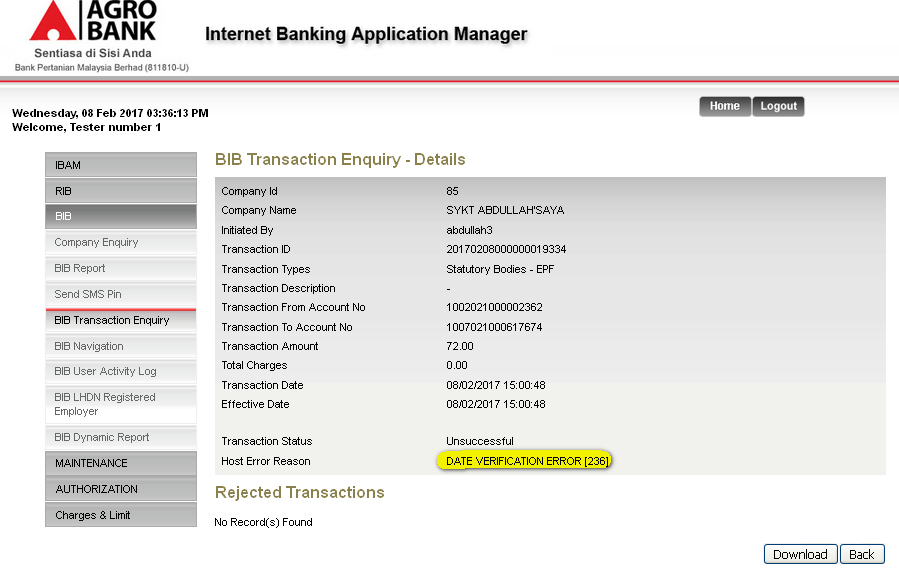 AGRO
BANK
Sentiasa di Sisi Anda
Bank Pertanian Malaysia Berhad (811810-U)
Internet Banking Application Manager
Wednesday, 08 Feb 2017 03:36:13 PM
Welcome, Tester number 1
Home Logout
IBAM
RIB
BIB
Company Enquiry
BIB Report
Send SMS Pin
BIB Transaction Enquiry
BIB Navigation
BIB User Activity Log
BIB LHDN Registered
Employer
BIB Dynamic Report
MAINTENANCE
AUTHORIZATION
Charges & Limit
BIB Transaction Enquiry - Details
Company Id 85
Company Name SYKT ABDULLAH'SAYA
Initiated By abdullah3
Transaction ID 20170208000000019334
Transaction Types Statutory Bodies - EPF
Transaction Description -
Transaction From Account No 1002021000002362
Transaction To Account No 1007021000617674
Transaction Amount 72.00
Total Charges 0.00
Transaction Date 08/02/2017 15:00:48
Effective Date 08/02/2017 15:00:48
Transaction Status Unsuccessful
Host Error Reason DATE VERIFICATION ERROR [236]
Rejected Transactions
No Record(s) Found
Download Back